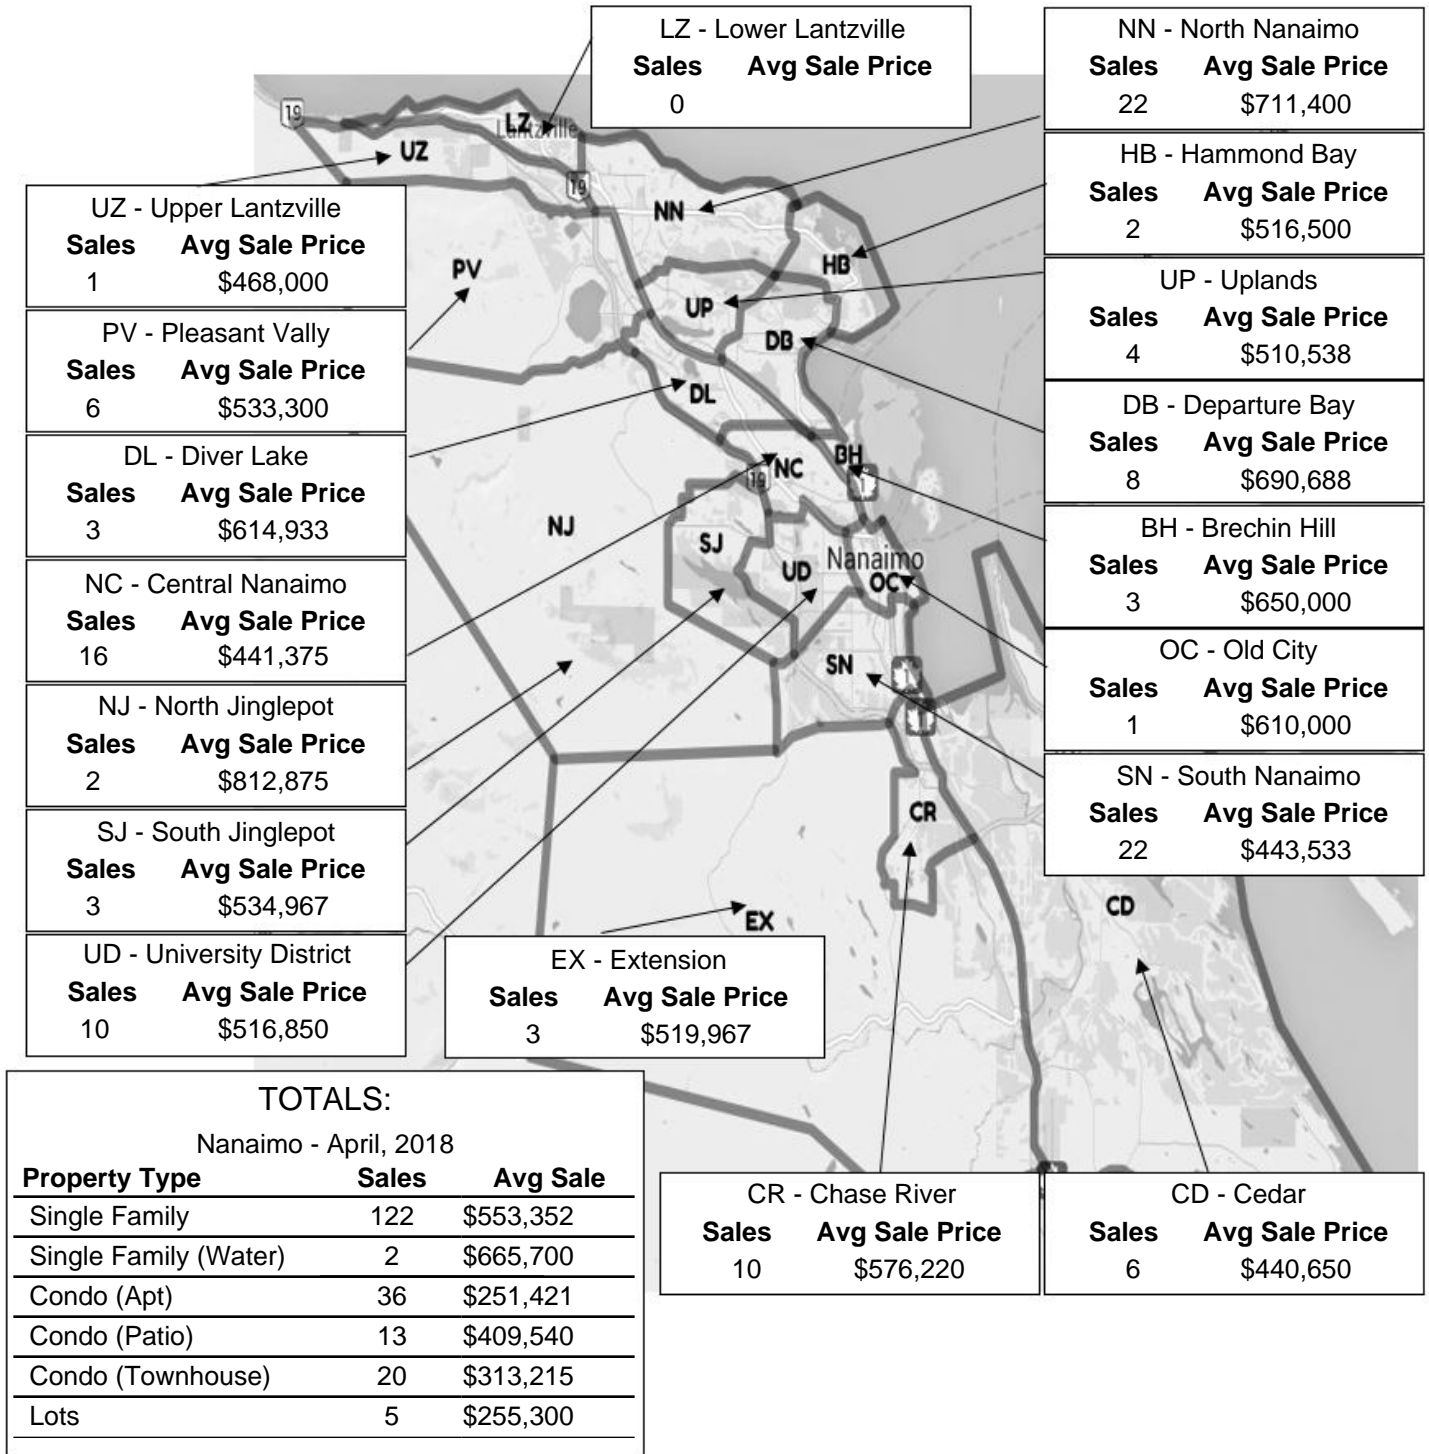 LZ - Lower Lantzville
Sales Avg Sale Price
0
NN - North Nanaimo
Sales Avg Sale Price
22 $711,400
HB - Hammond Bay
Sales Avg Sale Price
2 $516,500
UP - Uplands
Sales Avg Sale Price
4 $510,538
DB - Departure Bay
Sales Avg Sale Price
8 $690,688
BH - Brechin Hill
Sales Avg Sale Price
3 $650,000
OC - Old City
Sales Avg Sale Price
1 $610,000
SN - South Nanaimo
Sales Avg Sale Price
22 $443,533
UZ - Upper Lantzville
Sales Avg Sale Price
1 $468,000
PV - Pleasant Vally
Sales Avg Sale Price
6 $533,300
DL - Diver Lake
Sales Avg Sale Price
3 $614,933
NC - Central Nanaimo
Sales Avg Sale Price
16 $441,375
NJ - North Jinglepot
Sales Avg Sale Price
2 $812,875
SJ - South Jinglepot
Sales Avg Sale Price
3 $534,967
UD - University District
Sales Avg Sale Price
10 $516,850
EX - Extension
Sales Avg Sale Price
3 $519,967
CR - Chase River
Sales Avg Sale Price
10 $576,220
CD - Cedar
Sales Avg Sale Price
6 $440,650
19
LZ
Lantzville
UZ
19
NN
PV
HB
UP
DB
DL
BH
NC
19
1
NJ
SJ
Nanaimo
UD
OC
SN
CR
CD
EX
TOTALS:
Nanaimo - April, 2018
Property Type Sales Avg Sale
Single Family 122 $553,352
Single Family (Water) 2 $665,700
Condo (Apt) 36 $251,421
Condo (Patio) 13 $409,540
Condo (Townhouse) 20 $313,215
Lots 5 $255,300